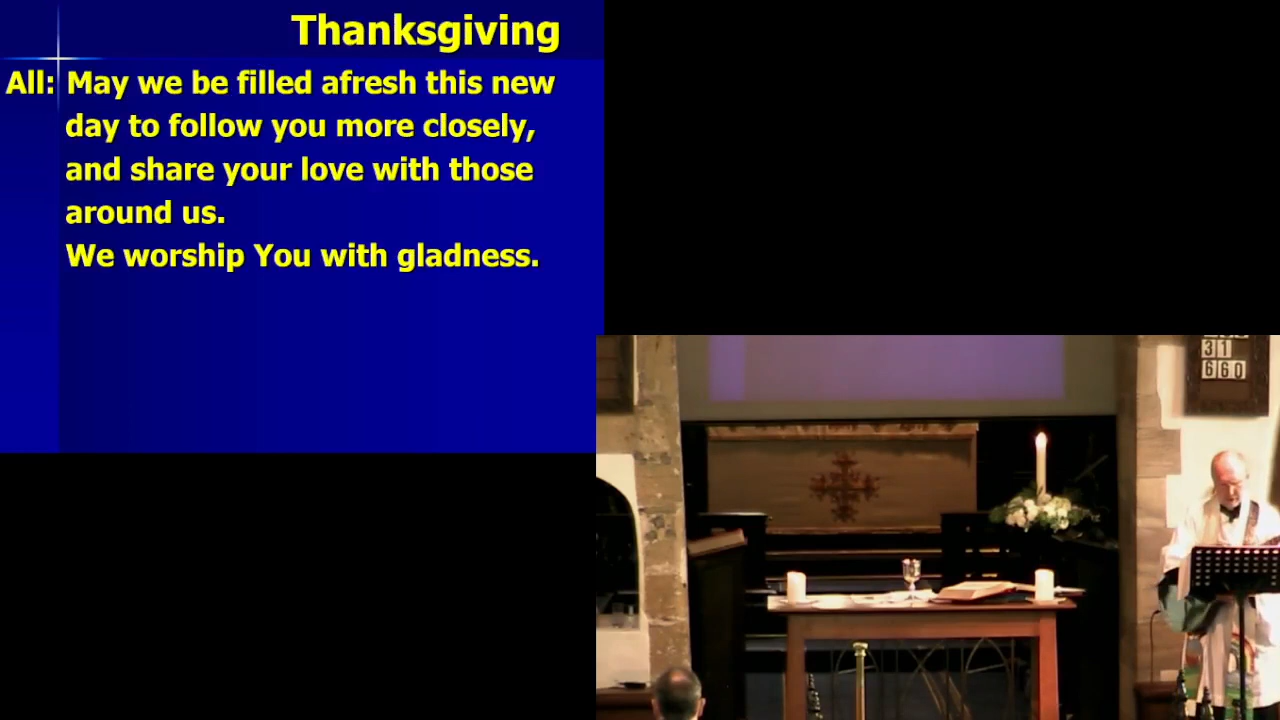 Thanksgiving
All: May we be filled afresh this new
day to follow you more closely,
and share your love with those
around us.
We worship You with gladness.
31
660